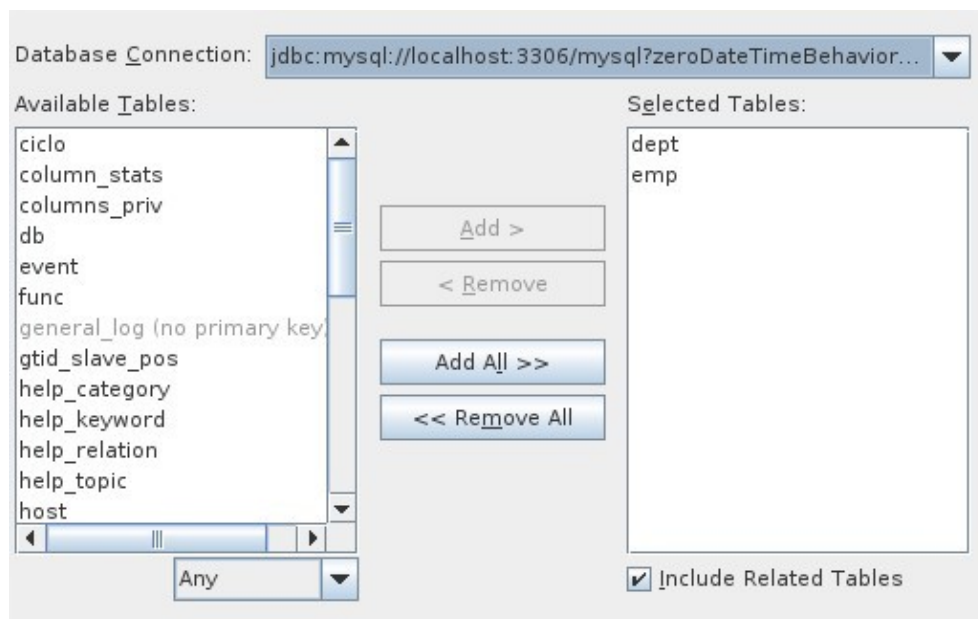 Database Connection: jdbc:mysql://localhost:3306/mysql?zeroDateTimeBehavior...
Available Tables:
ciclo
column_stats
columns_priv
db
event
func
general_log (no primary key)
gtid_slave_pos
help_category
help_keyword
help_relation
help_topic
host
Any
Add >
< Remove
Add All >>
<< Remove All
Selected Tables:
dept
emp
Include Related Tables